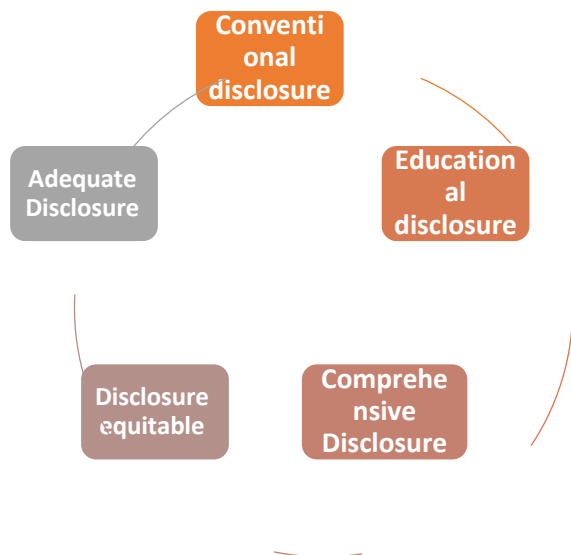 Conventi
onal
disclosure
Education
al
disclosure
Comprehe
nsive
Disclosure
Disclosure
equitable
Adequate
Disclosure